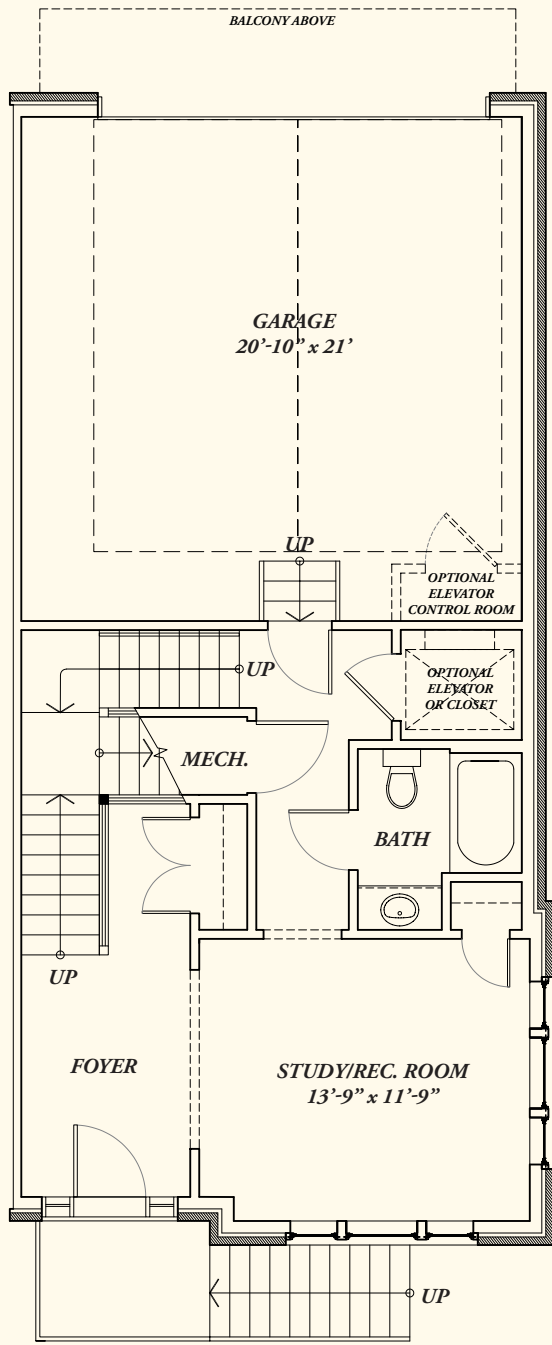 BALCONY ABOVE
GARAGE
20'-10” x 21'
UP
OPTIONAL
ELEVATOR
CONTROL ROOM
UP
OPTIONAL
ELEVATOR
OR CLOSET
MECH.
BATH
UP
FOYER
STUDY/REC. ROOM
13'-9” x 11'-9”
UP